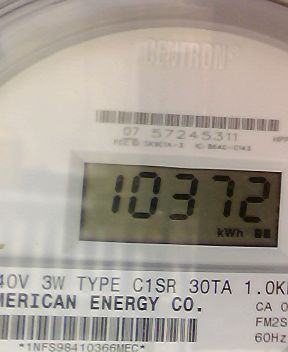 CENTRON®
07 57245311
10372
kWh
40V 3W TYPE C1SR 30TA 1.0K
MERICAN ENERGY CO.
CA 0
FM2S
60Hz
*1NFS98410366MEC*